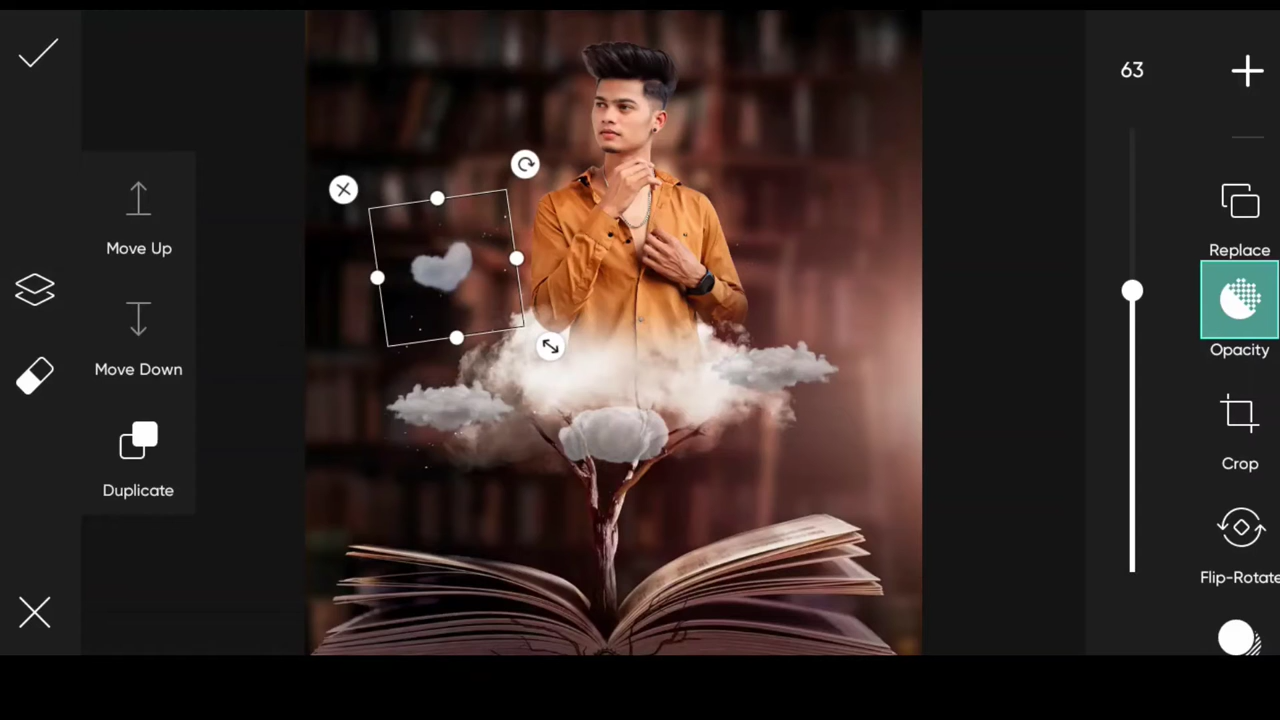 63
Move Up
Replace
Opacity
Move Down
Crop
Duplicate
Flip-Rotate